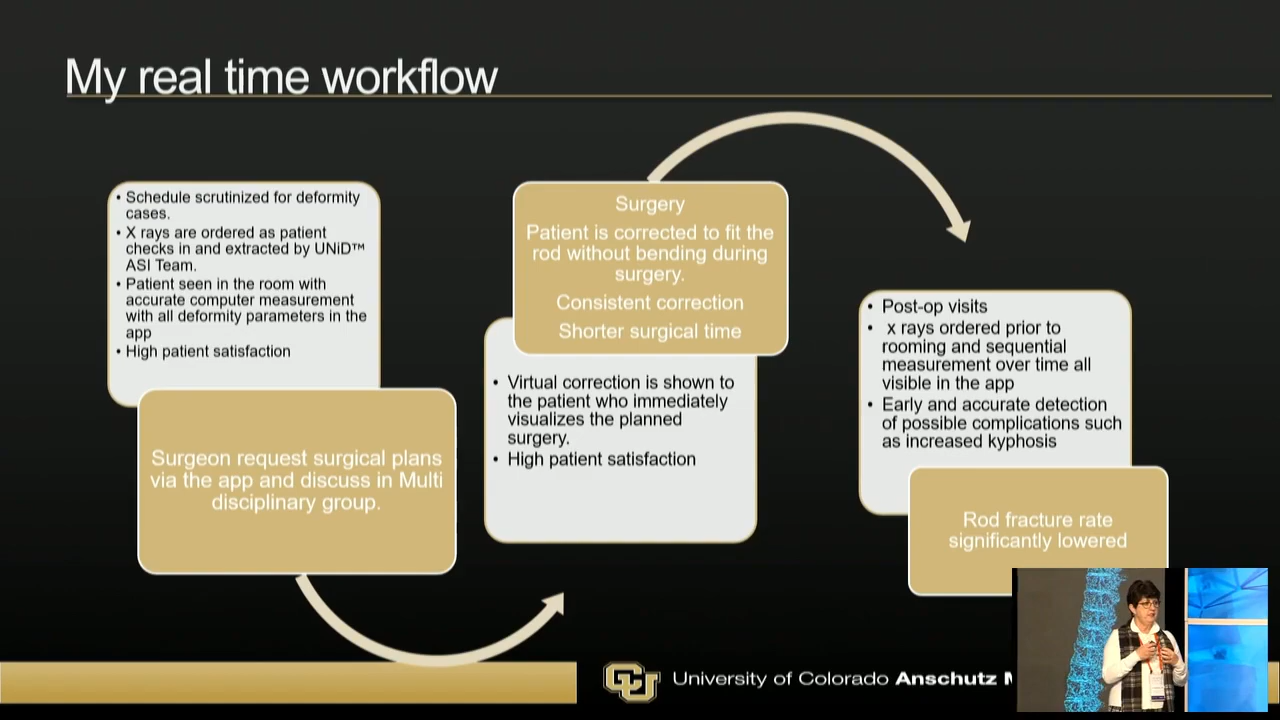 My real time workflow
• Schedule scrutinized for deformity
cases.
• X rays are ordered as patient
checks in and extracted by UNiD™
ASI Team.
• Patient seen in the room with
accurate computer measurement
with all deformity parameters in the
app
• High patient satisfaction
Surgeon request surgical plans
via the app and discuss in Multi
disciplinary group.
Surgery
Patient is corrected to fit the
rod without bending during
surgery.
Consistent correction
Shorter surgical time
• Virtual correction is shown to
the patient who immediately
visualizes the planned
surgery.
• High patient satisfaction
• Post-op visits
• x rays ordered prior to
rooming and sequential
measurement over time all
visible in the app
• Early and accurate detection
of possible complications such
as increased kyphosis
Rod fracture rate
significantly lowered
CU
University of Colorado Anschutz